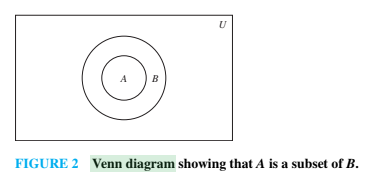 U
A B
FIGURE 2 Venn diagram showing that A is a subset of B.